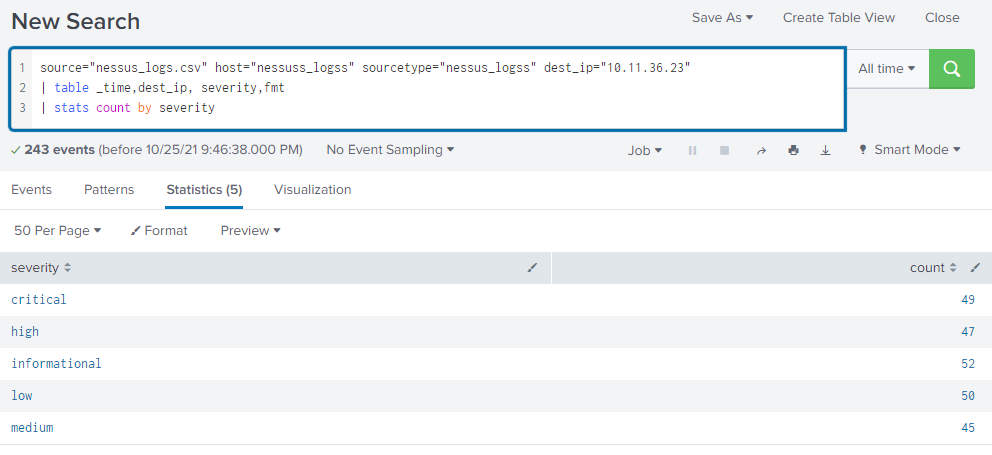 New Search
Save As Create Table View Close
1 source="nessus_logs.csv" host="nessuss_logss" sourcetype="nessus_logss" dest_ip="10.11.36.23"
2 | table _time,dest_ip, severity,fmt
3 | stats count by severity
All time
243 events (before 10/25/21 9:46:38.000 PM) No Event Sampling Job Smart Mode
Events Patterns Statistics (5) Visualization
50 Per Page Format Preview
severity count
critical 49
high 47
informational 52
low 50
medium 45